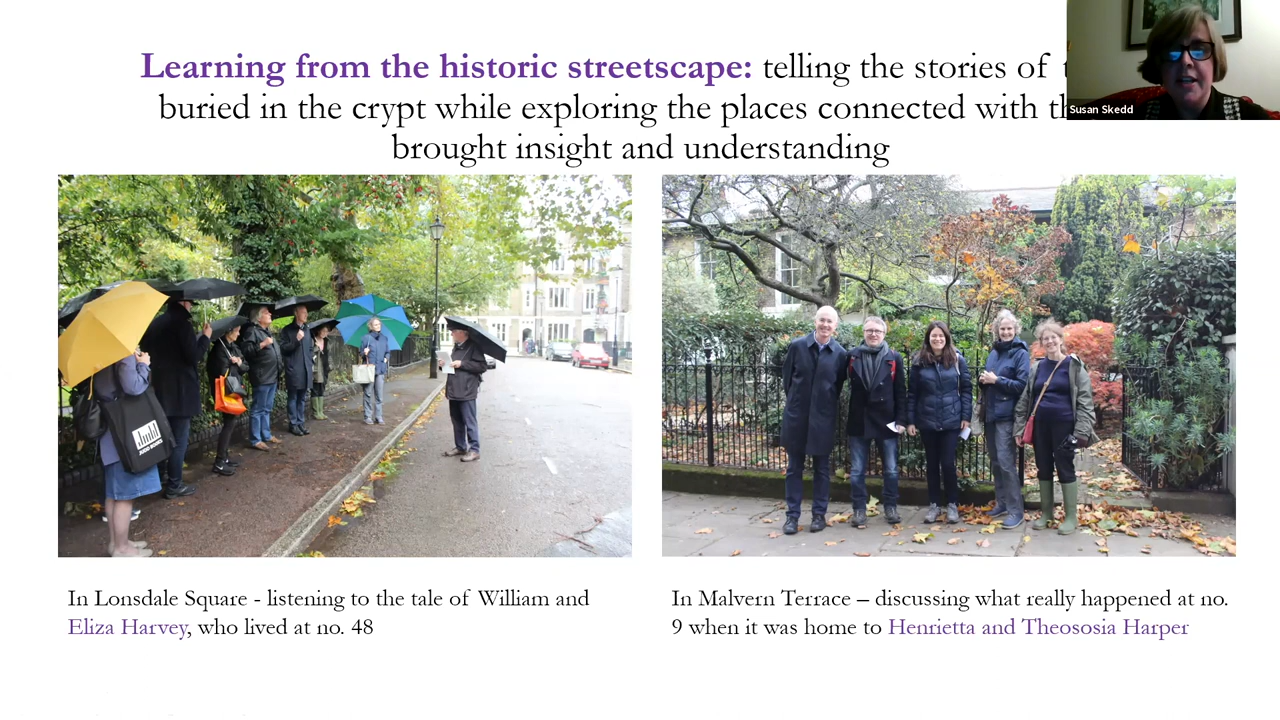 Learning from the historic streetscape: telling the stories of
buried in the crypt while exploring the places connected with
brought insight and understanding
Susan Skedd
In Lonsdale Square - listening to the tale of William and
Eliza Harvey, who lived at no. 48
In Malvern Terrace – discussing what really happened at no.
9 when it was home to Henrietta and Theososia Harper